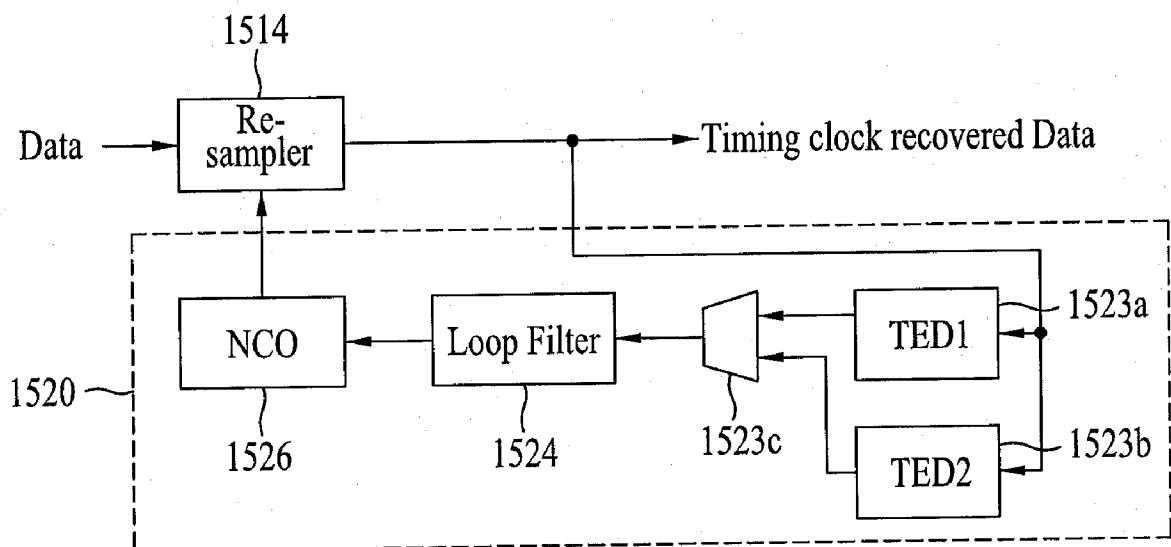 1514
Data
Re-
sampler
Timing clock recovered Data
NCO
Loop Filter
TED1
1523a
1520
1526
1524
1523c
TED2
1523b